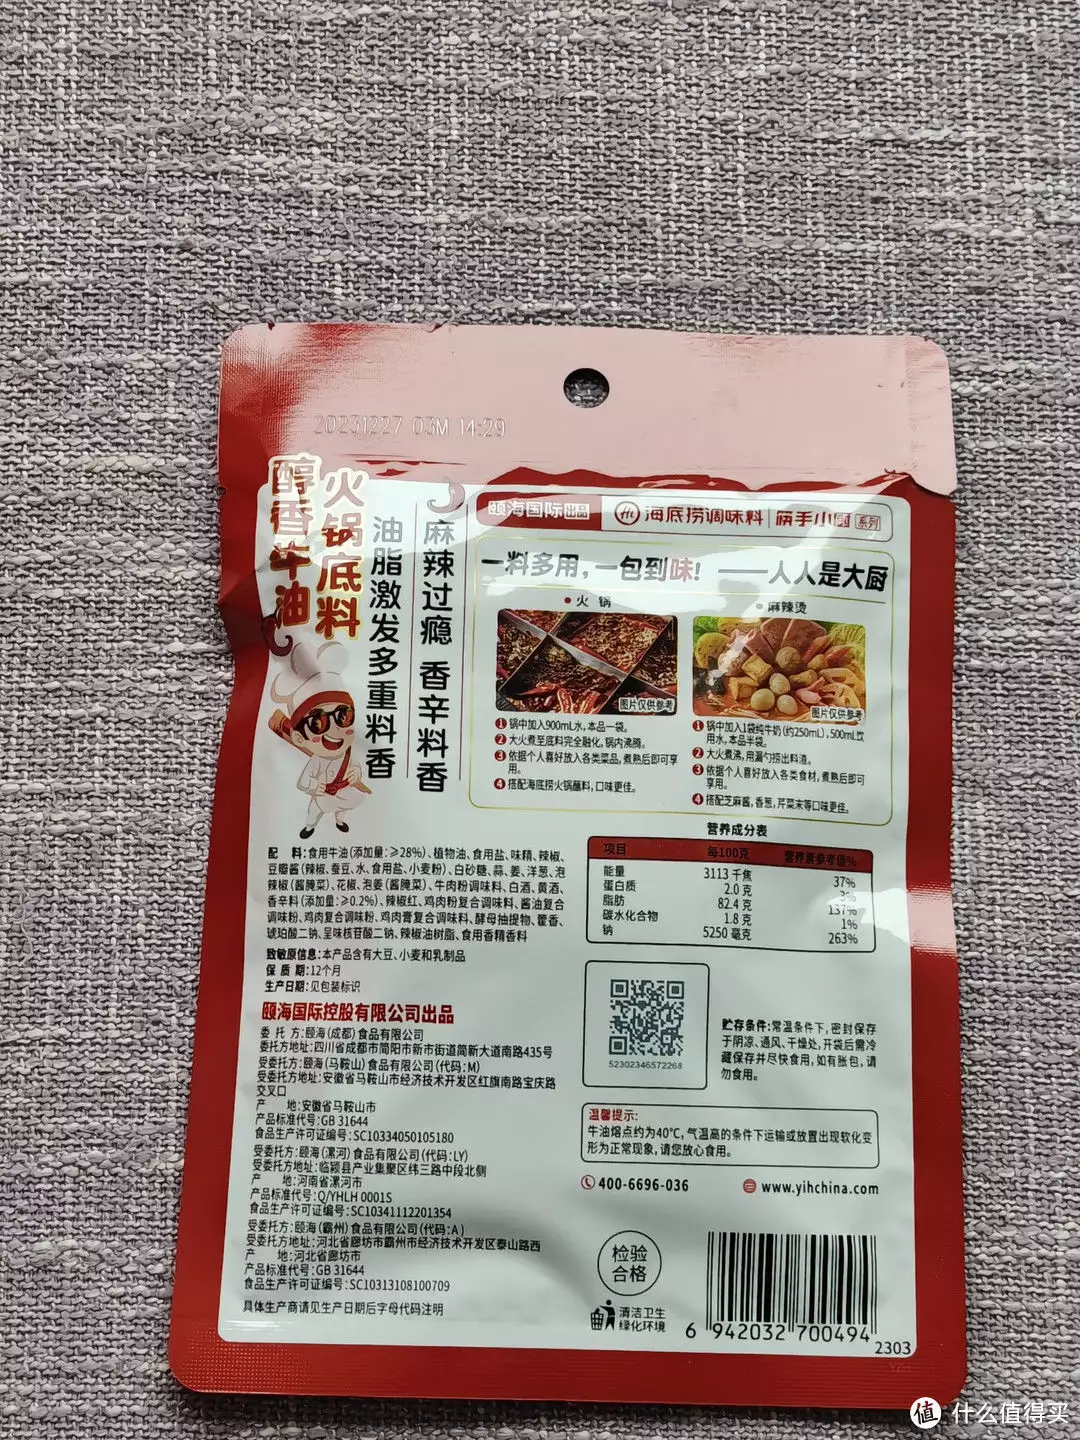 20231227 03M 14:29
醇香牛油
火锅底料
油脂激发多重料香
麻辣过瘾 香辛料香
颐海国际出品
海底捞调味料 筷手小厨 系列
一料多用，一包到味! ——人人是大厨
火锅
麻辣烫
图片仅供参考
图片仅供参考
1 锅中加入900mL水，本品一袋。
2 大火煮至底料完全融化，锅内沸腾。
3 依据个人喜好放入各类菜品，煮熟后即可享
用。
4 搭配海底捞火锅蘸料，口味更佳。
1 锅中加入1袋纯牛奶(约250mL)，500mL饮
用水，本品半袋。
2 大火煮沸，用漏勺捞出料渣。
3 依据个人喜好放入各类食材，煮熟后即可
享用。
4 搭配芝麻酱，香葱，芹菜末等口味更佳。
配 料:食用牛油(添加量:≥28%)、植物油、食用盐、味精、辣椒、
豆瓣酱(辣椒、蚕豆、水、食用盐、小麦粉)、白砂糖、蒜、姜、洋葱、泡
辣椒(酱腌菜)、花椒、泡姜(酱腌菜)、牛肉粉调味料、白酒、黄酒、
香辛料(添加量:≥0.2%)、辣椒红、鸡肉粉复合调味料、酱油复合
调味粉、鸡肉复合调味粉、鸡肉膏复合调味料、酵母抽提物、藿香、
琥珀酸二钠、呈味核苷酸二钠、辣椒油树脂、食用香精香料
致敏原信息:本产品含有大豆、小麦和乳制品
保 质 期:12个月
生产日期:见包装标识
颐海国际控股有限公司出品
委 托 方:颐海(成都)食品有限公司
委托方地址:四川省成都市简阳市新市街道简新大道南路435号
受委托方:颐海(马鞍山)食品有限公司(代码:M)
受委托方地址:安徽省马鞍山市经济技术开发区红旗南路宝庆路
交叉口
产 地:安徽省马鞍山市
产品标准代号:GB 31644
食品生产许可证编号:SC10334050105180
受委托方:颐海(漯河)食品有限公司(代码:LY)
受委托方地址:临颍县产业集聚区纬三路中段北侧
产 地:河南省漯河市
产品标准代号:Q/YHLH 0001S
食品生产许可证编号:SC10341112201354
受委托方:颐海(霸州)食品有限公司(代码:A)
受委托方地址:河北省廊坊市霸州市经济技术开发区泰山路西
产 地:河北省廊坊市
产品标准代号:GB 31644
食品生产许可证编号:SC10313108100709
具体生产商请见生产日期后字母代码注明
营养成分表
项目 每100克 营养素参考值%
能量 3113 千焦 37%
蛋白质 2.0 克 3%
脂肪 82.4 克 137%
碳水化合物 1.8 克 1%
钠 5250 毫克 263%
52302346572268
贮存条件:常温条件下，密封保存
于阴凉、通风、干燥处，开袋后需冷
藏保存并尽快食用，如有胀包，请
勿食用。
温馨提示:
牛油熔点约为40℃，气温高的条件下运输或放置出现软化变
形为正常现象，请您放心食用。
400-6696-036
www.yihchina.com
检验
合格
清洁卫生
绿化环境
6 942032 700494
2303
值 什么值得买